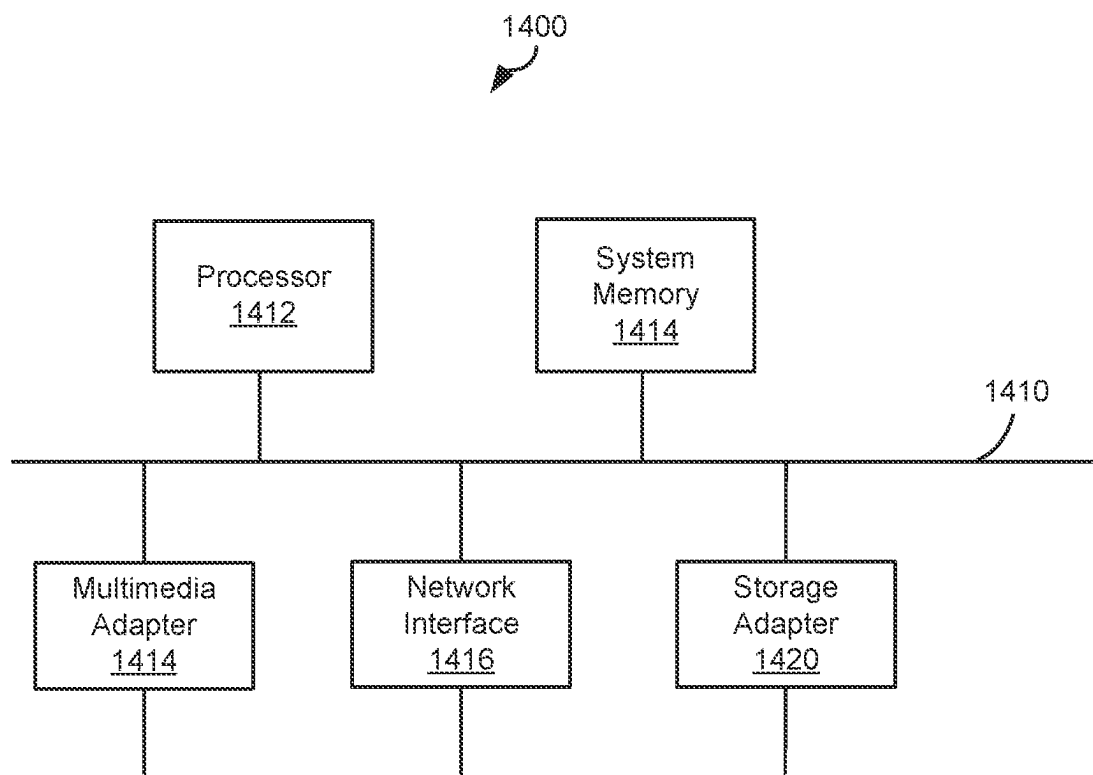 1400
Processor
1412
System
Memory
1414
1410
Multimedia
Adapter
1414
Network
Interface
1416
Storage
Adapter
1420